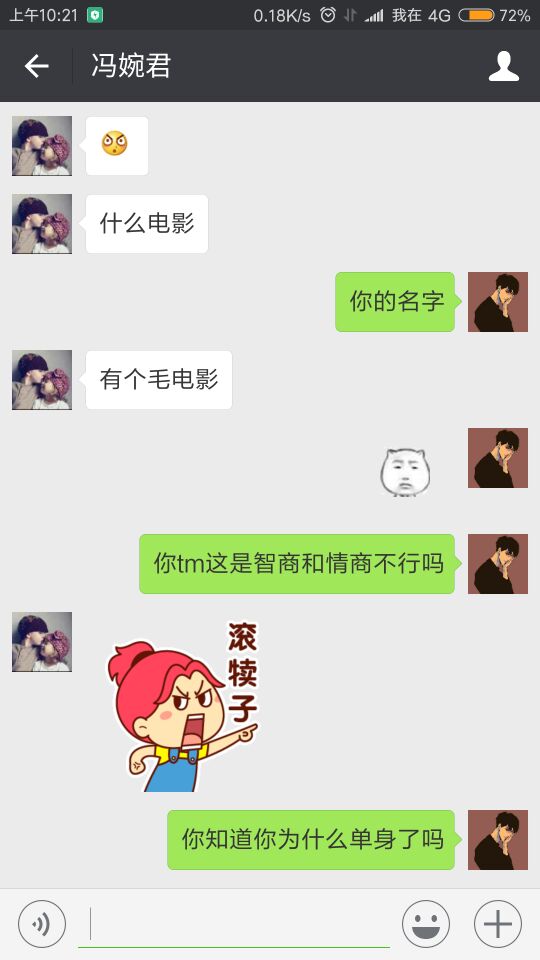 上午10:21
0.18K/s
我在 4G
72%
冯婉君
什么电影
你的名字
有个毛电影
你tm这是智商和情商不行吗
滚犊子
你知道你为什么单身了吗